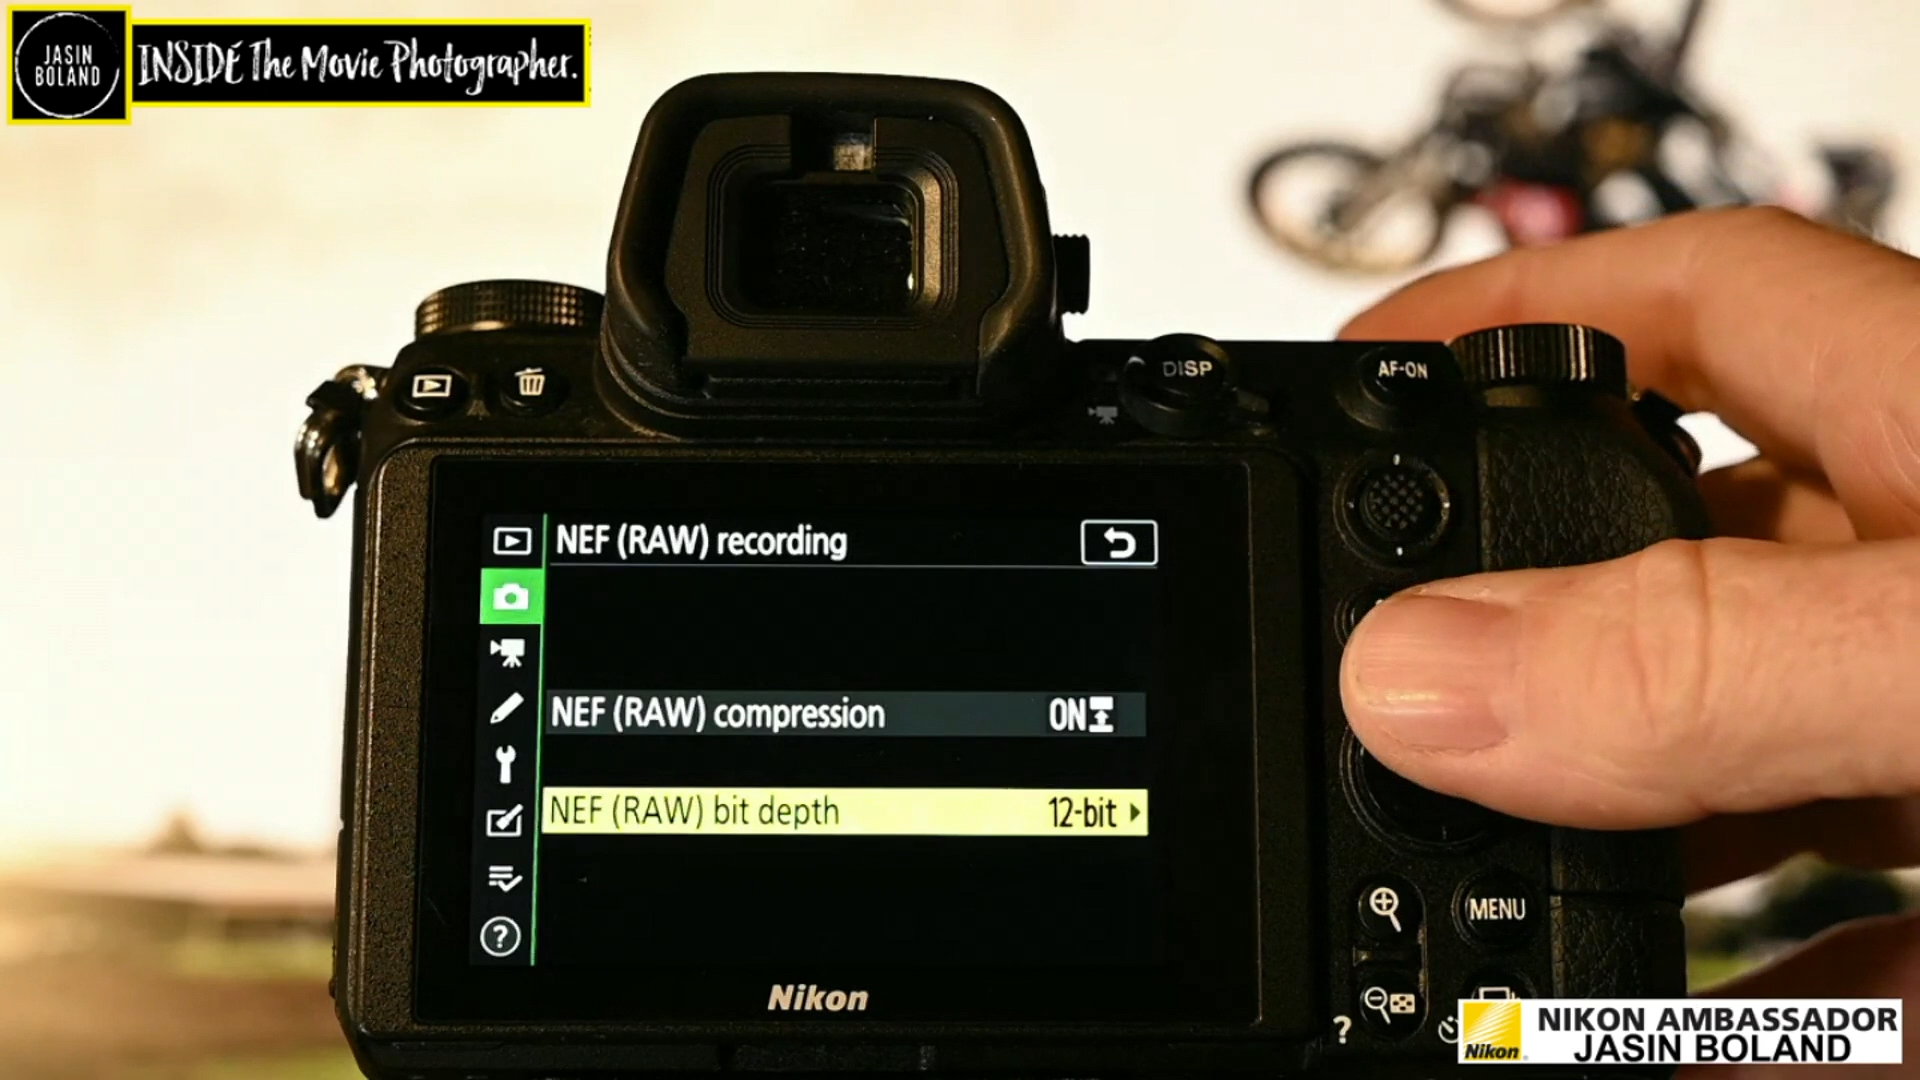 JASIN
BOLAND
INSIDE The Movie Photographer.
DISP
AF-ON
NEF (RAW) recording
NEF (RAW) compression ON
NEF (RAW) bit depth 12-bit
?
MENU
Nikon
?
Nikon
NIKON AMBASSADOR
JASIN BOLAND